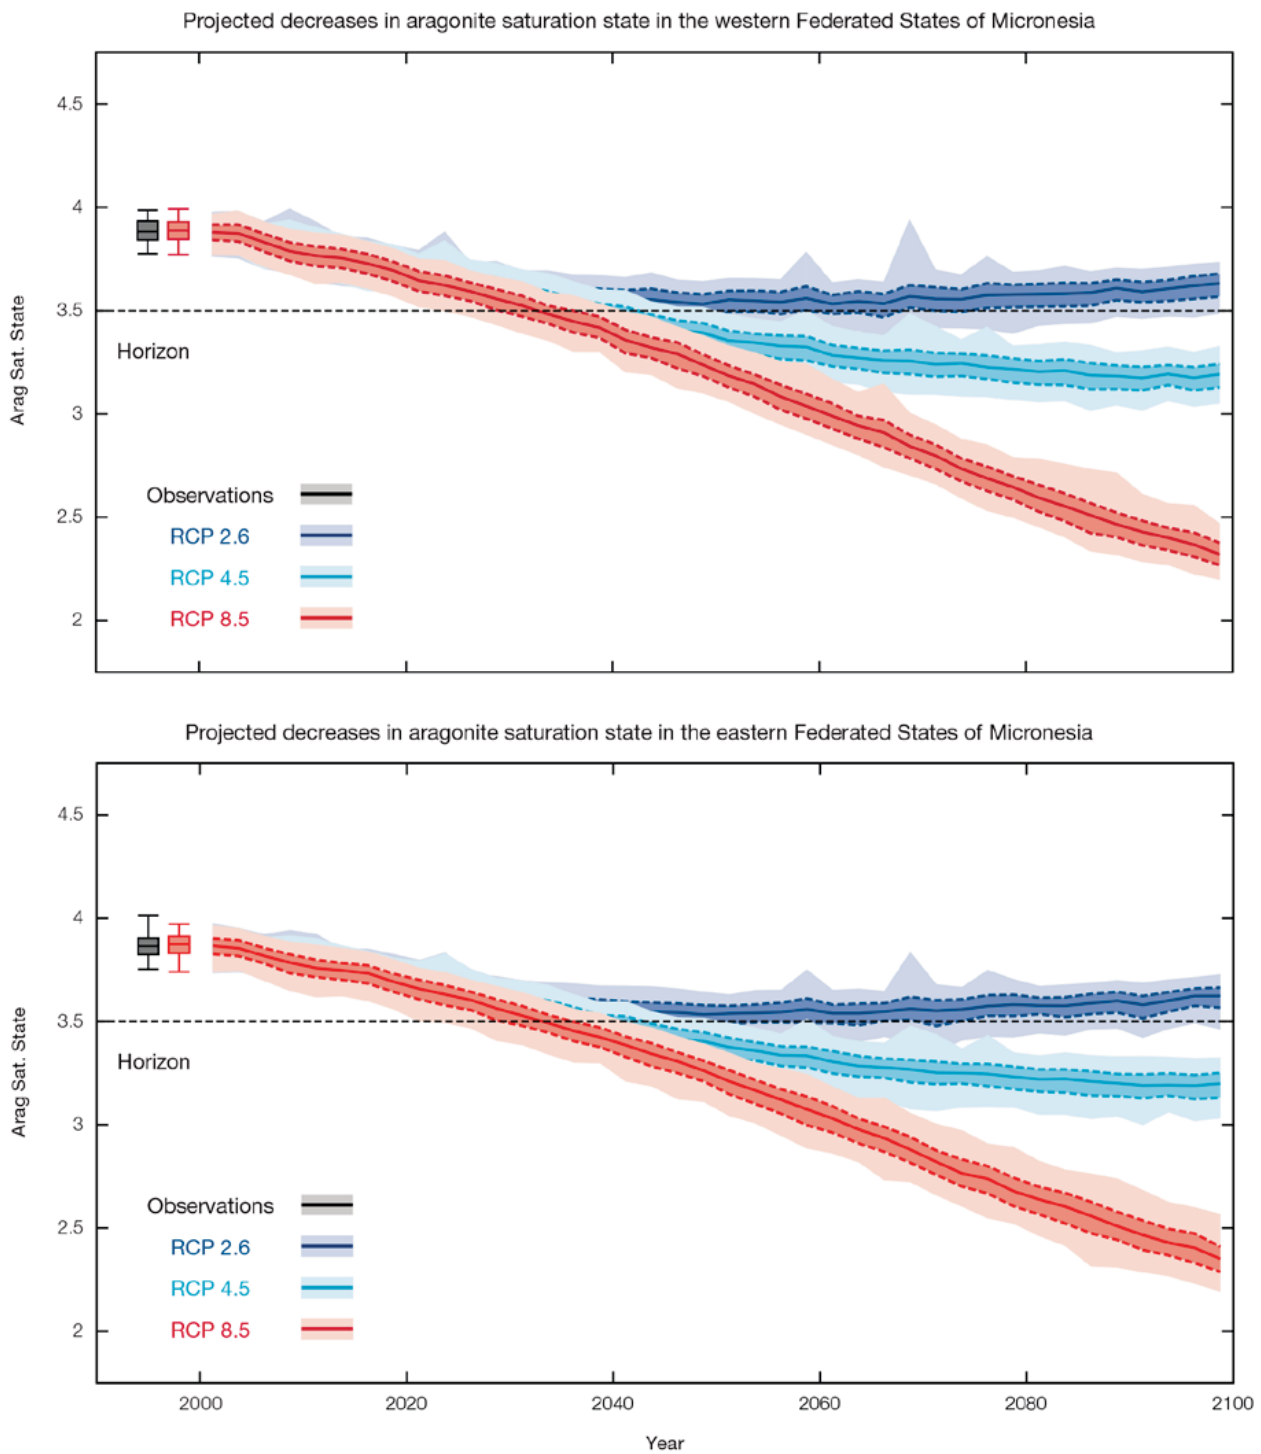 Projected decreases in aragonite saturation state in the western Federated States of Micronesia
4.5
4
3.5
Horizon
3
2.5
2
Arag Sat. State
Observations
RCP 2.6
RCP 4.5
RCP 8.5
Projected decreases in aragonite saturation state in the eastern Federated States of Micronesia
4.5
4
3.5
Horizon
3
2.5
2
Arag Sat. State
Observations
RCP 2.6
RCP 4.5
RCP 8.5
2000 2020 2040 2060 2080 2100
Year